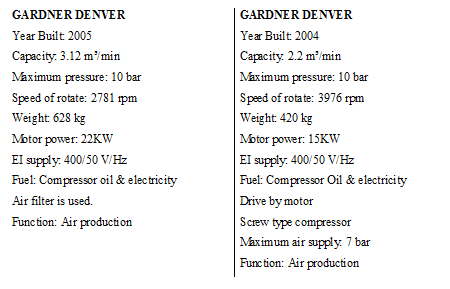 GARDNER DENVER
Year Built: 2005
Capacity: 3.12 m³/min
Maximum pressure: 10 bar
Speed of rotate: 2781 rpm
Weight: 628 kg
Motor power: 22KW
EI supply: 400/50 V/Hz
Fuel: Compressor oil & electricity
Air filter is used.
Function: Air production
GARDNER DENVER
Year Built: 2004
Capacity: 2.2 m³/min
Maximum pressure: 10 bar
Speed of rotate: 3976 rpm
Weight: 420 kg
Motor power: 15KW
EI supply: 400/50 V/Hz
Fuel: Compressor Oil & electricity
Drive by motor
Screw type compressor
Maximum air supply: 7 bar
Function: Air production